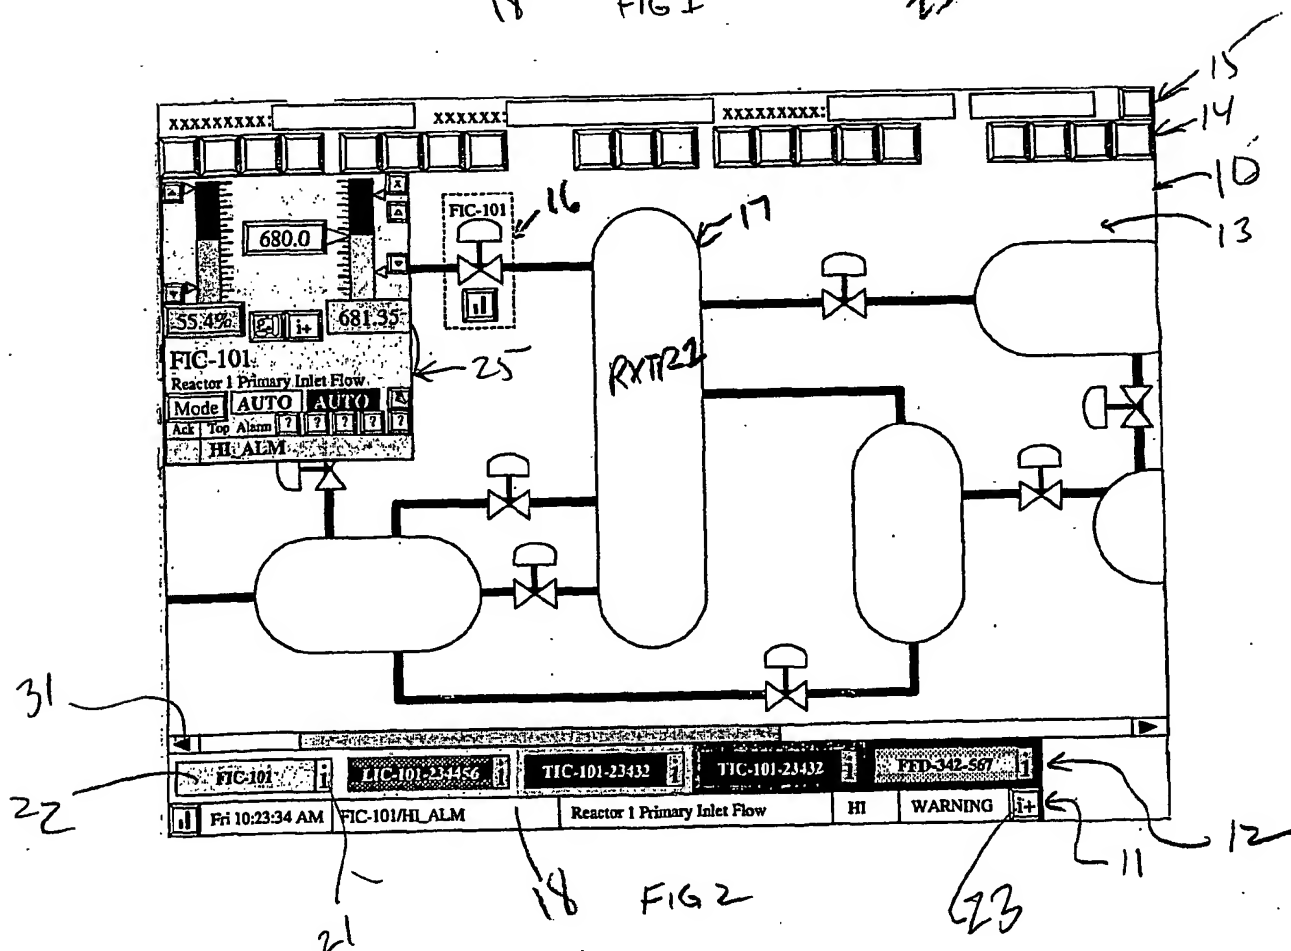 18 FIG 1
15
xxxxxxxxx: xxxxxx: xxxxxxxxx:
14
10
FIC-101 16 17
13
680.0
55.4% i+ 681.35
FIC-101
25
RXTR1
Reactor 1 Primary Inlet Flow
Mode AUTO AUTO
Ack Top Alarm ? ? ? ? ?
HI_ALM
31
22
FIC-101 i LIC-101-234456 i TIC-101-23432 i TIC-101-23432 i FFD-342-567 i
12
Fri 10:23:34 AM FIC-101/HI_ALM Reactor 1 Primary Inlet Flow HI WARNING i+
11
21 18 FIG 2 23